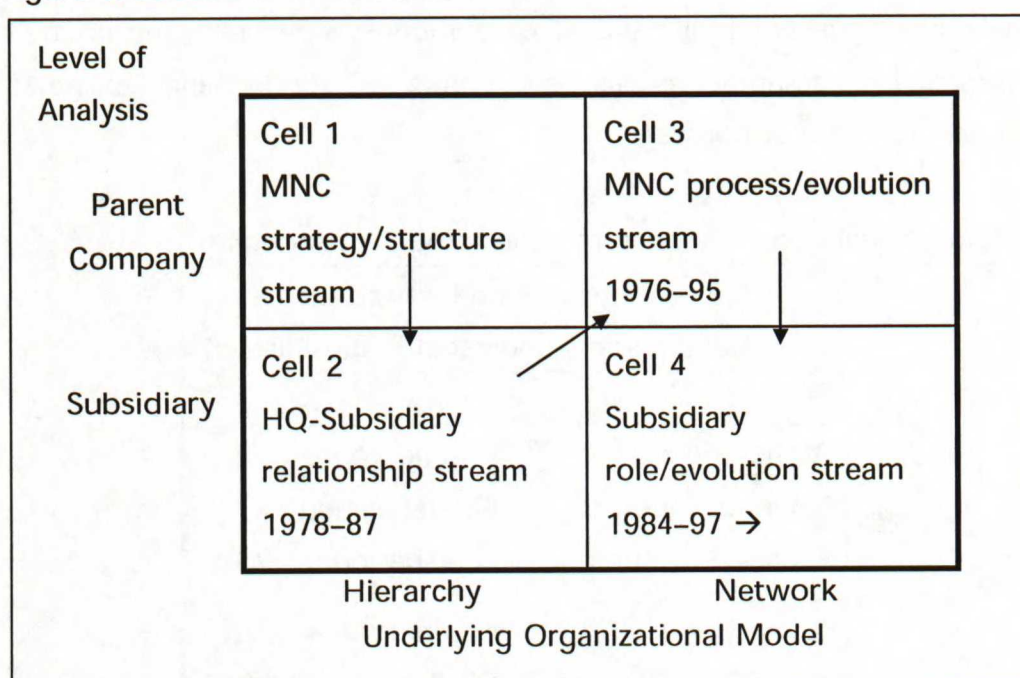 Level of
Analysis
Parent
Company
Subsidiary
Cell 1
MNC
strategy/structure
stream
Cell 3
MNC process/evolution
stream
1976–95
Cell 2
HQ-Subsidiary
relationship stream
1978–87
Cell 4
Subsidiary
role/evolution stream
1984–97 →
Hierarchy
Network
Underlying Organizational Model